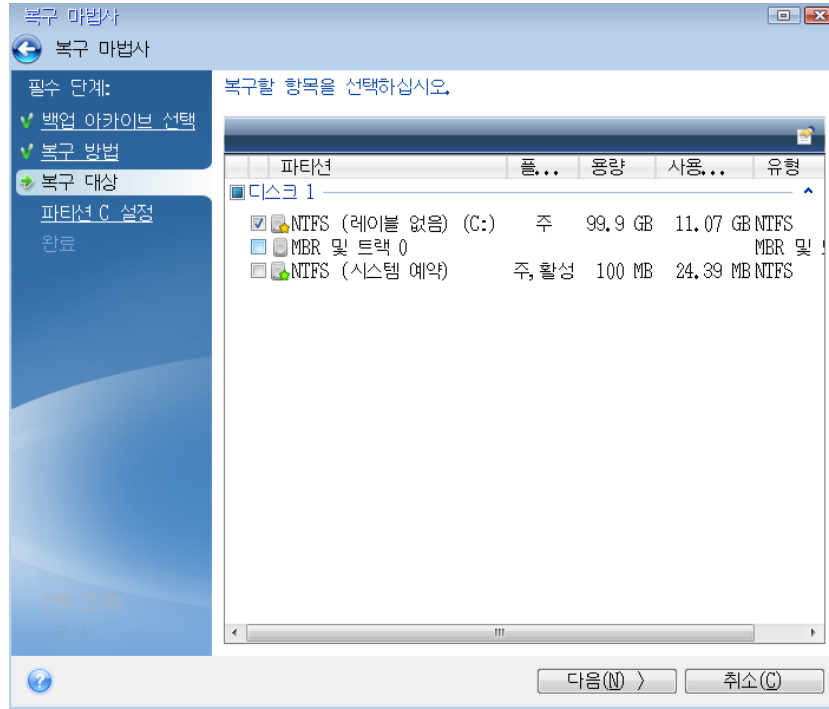 복구 마법사
복구 마법사
필수 단계:
백업 아카이브 선택
복구 방법
복구 대상
파티션 C 설정
완료
복구할 항목을 선택하십시오.
파티션 플... 용량 사용... 유형
디스크 1
NTFS (레이블 없음) (C:) 주 99.9 GB 11.07 GB NTFS
MBR 및 트랙 0 MBR 및
NTFS (시스템 예약) 주,활성 100 MB 24.39 MB NTFS
다음(N) > 취소(C)